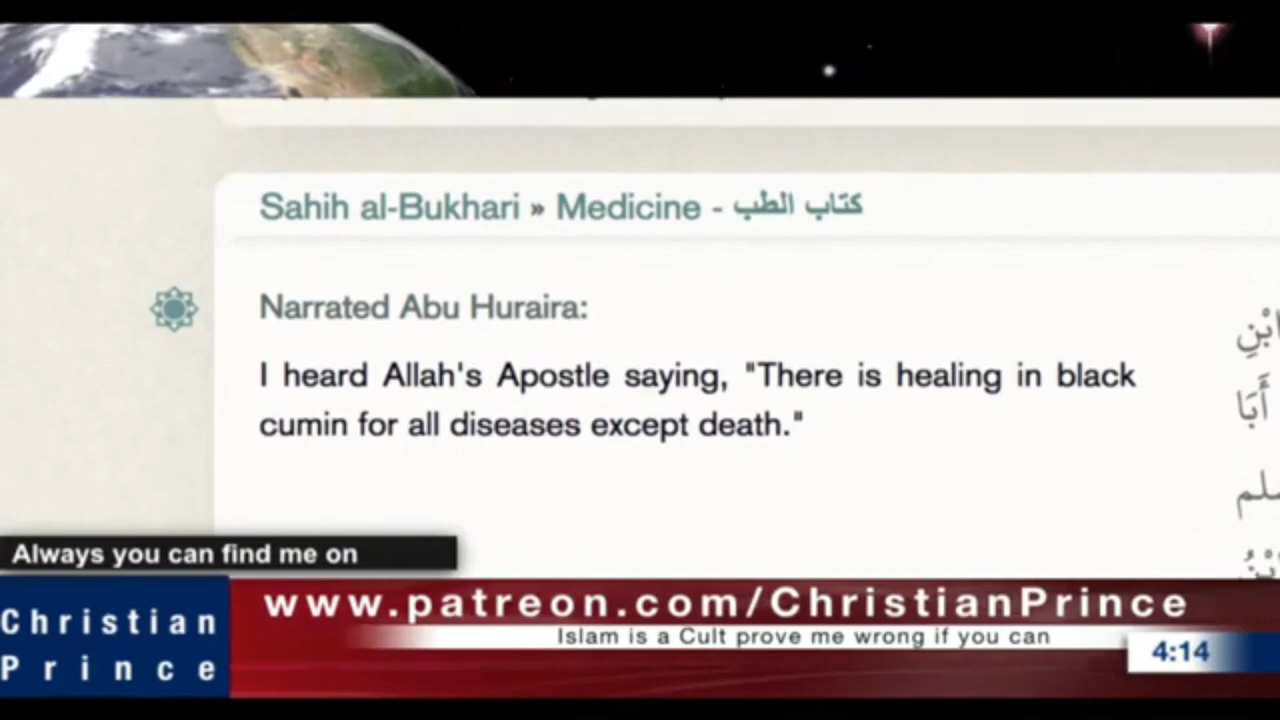 Sahih al-Bukhari » Medicine - كتاب الطب
Narrated Abu Huraira:
I heard Allah's Apostle saying, "There is healing in black
cumin for all diseases except death."
أَبَا
Always you can find me on
Christian
Prince
www.patreon.com/ChristianPrince
Islam is a Cult prove me wrong if you can
4:14